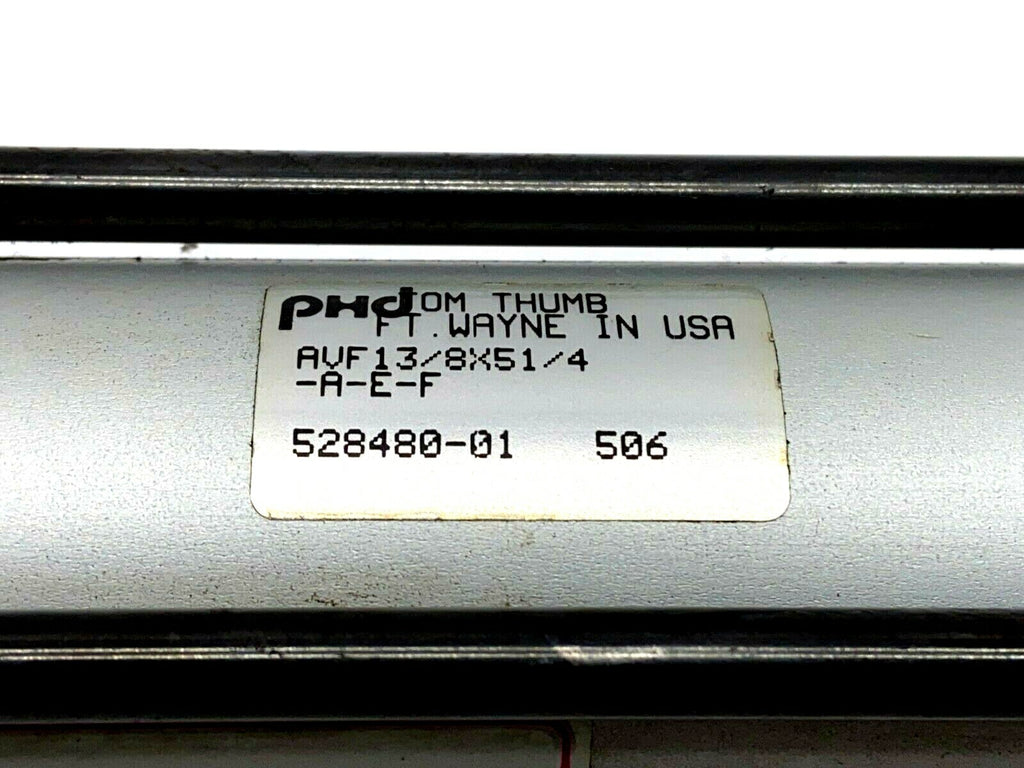 PHD TOM THUMB
FT. WAYNE IN USA
AVF13/8X51/4
-A-E-F
528480-01 506